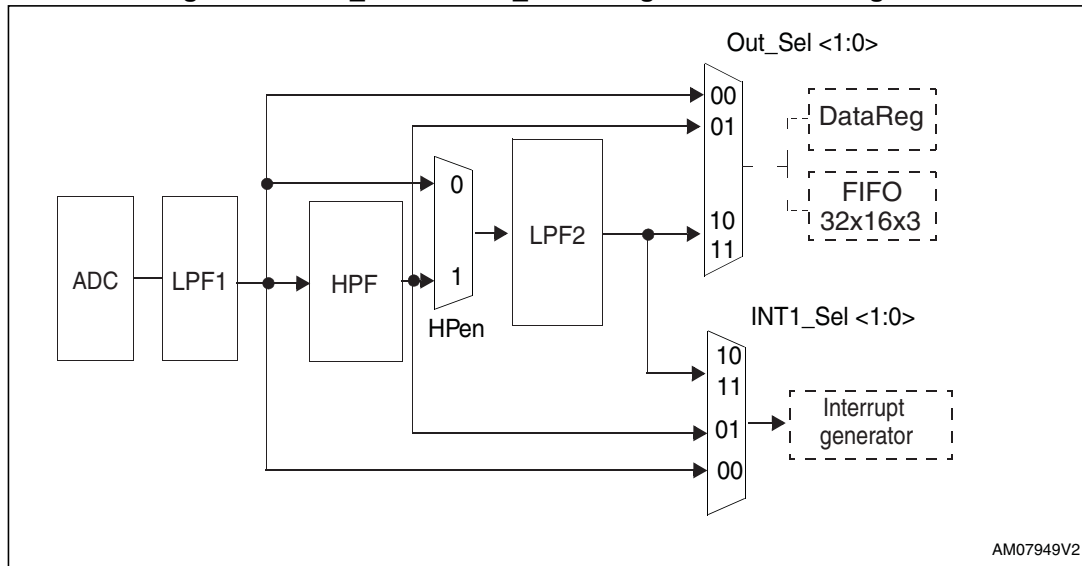 Out_Sel <1:0>
00
01
10
11
DataReg
FIFO
32x16x3
ADC
LPF1
HPF
0
1
HPen
LPF2
INT1_Sel <1:0>
10
11
01
00
Interrupt
generator
AM07949V2